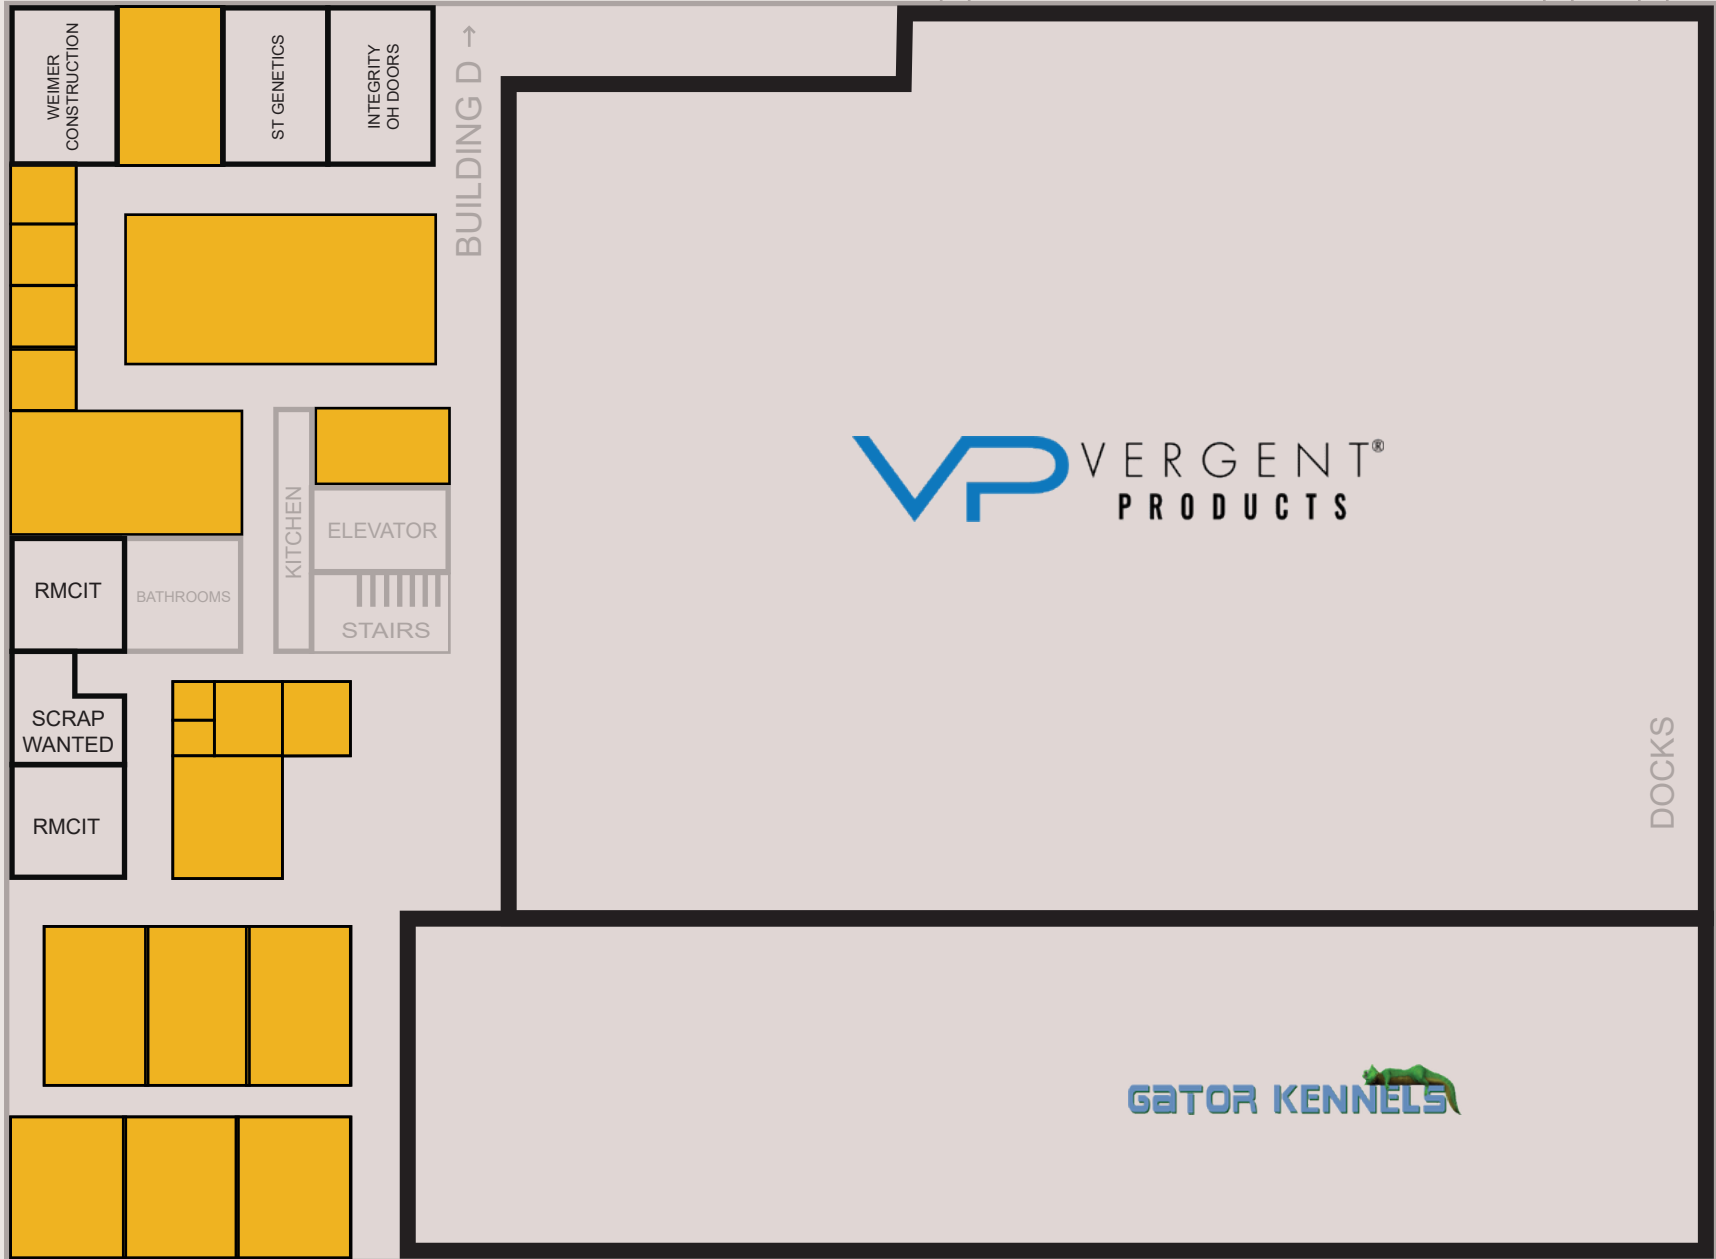 WEIMER
CONSTRUCTION
ST GENETICS
INTEGRITY
OH DOORS
BUILDING D →
VERGENT®
PRODUCTS
KITCHEN
ELEVATOR
RMCIT
BATHROOMS
STAIRS
SCRAP
WANTED
RMCIT
DOCKS
GATOR KENNELS